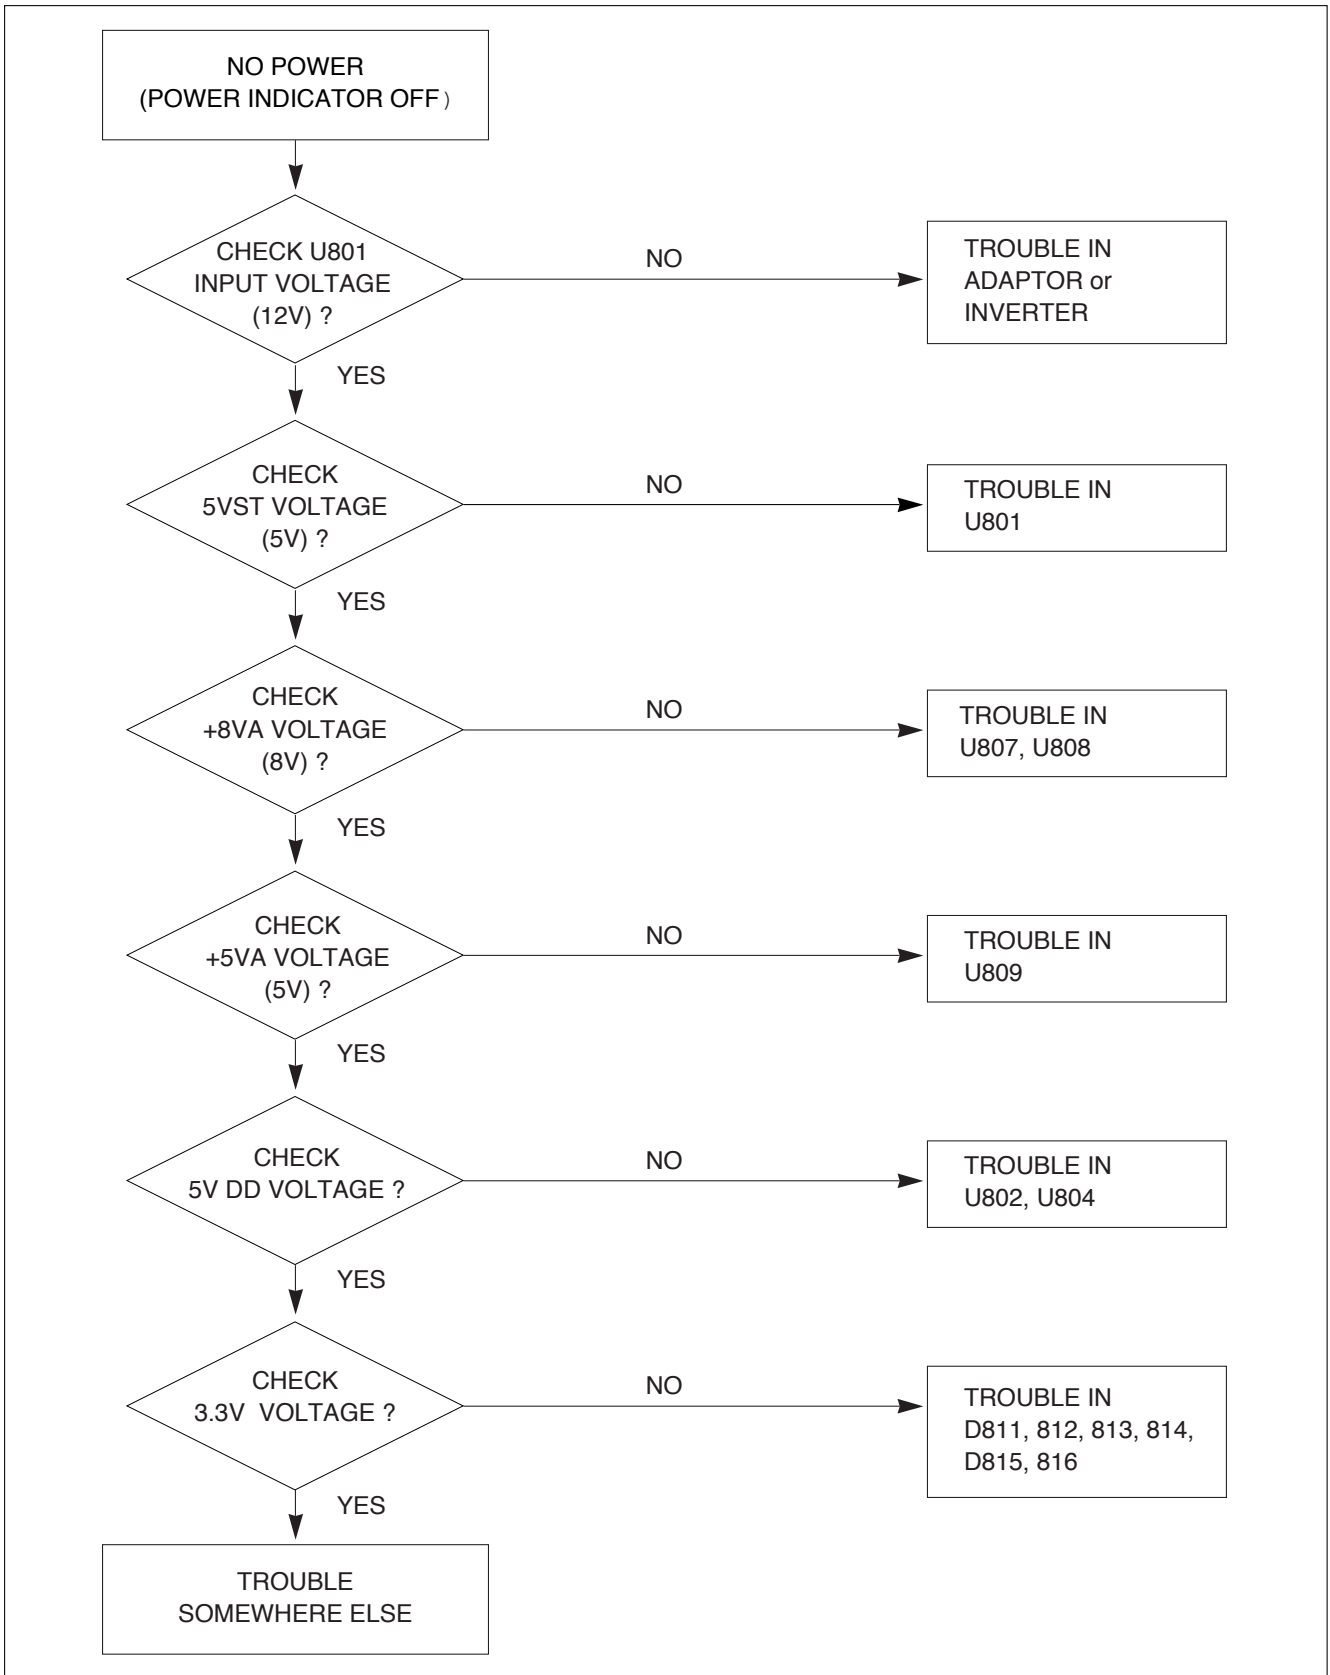 NO POWER
(POWER INDICATOR OFF)
CHECK U801
INPUT VOLTAGE
(12V) ?
NO
TROUBLE IN
ADAPTOR or
INVERTER
YES
CHECK
5VST VOLTAGE
(5V) ?
NO
TROUBLE IN
U801
YES
CHECK
+8VA VOLTAGE
(8V) ?
NO
TROUBLE IN
U807, U808
YES
CHECK
+5VA VOLTAGE
(5V) ?
NO
TROUBLE IN
U809
YES
CHECK
5V DD VOLTAGE ?
NO
TROUBLE IN
U802, U804
YES
CHECK
3.3V VOLTAGE ?
NO
TROUBLE IN
D811, 812, 813, 814,
D815, 816
YES
TROUBLE
SOMEWHERE ELSE